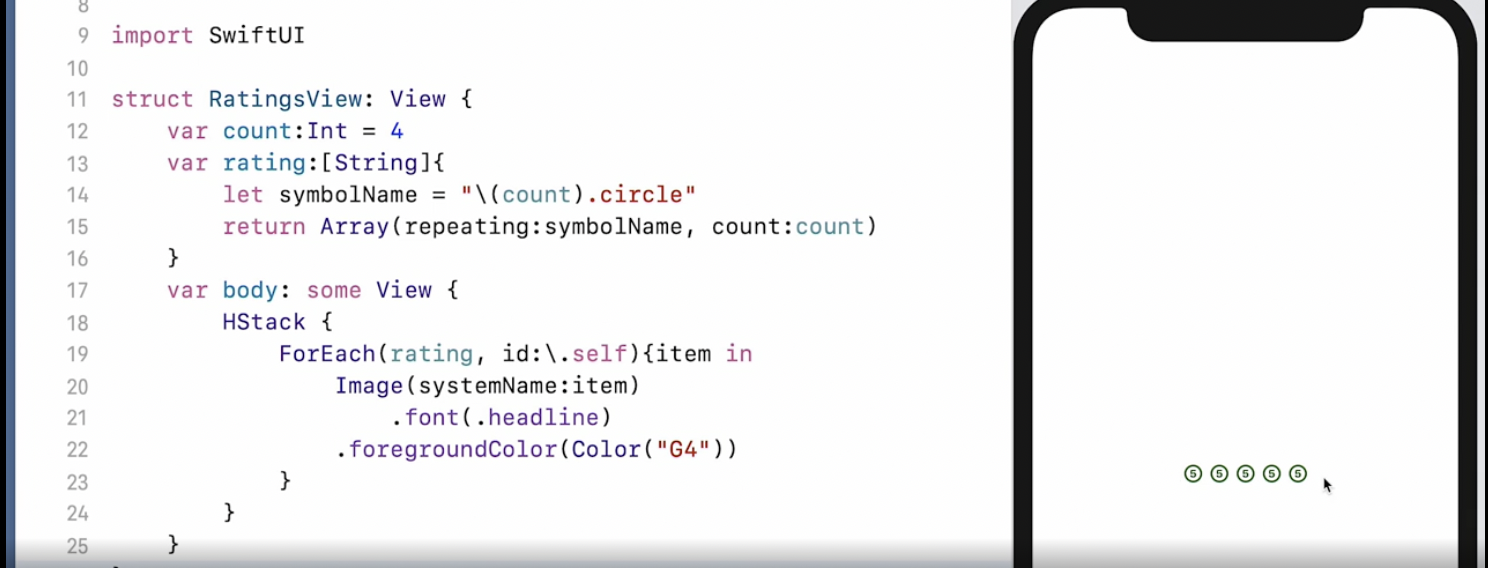 8
9 import SwiftUI
10
11 struct RatingsView: View {
12 var count:Int = 4
13 var rating:[String]{
14 let symbolName = "\(count).circle"
15 return Array(repeating:symbolName, count:count)
16 }
17 var body: some View {
18 HStack {
19 ForEach(rating, id:\.self){item in
20 Image(systemName:item)
21 .font(.headline)
22 .foregroundColor(Color("G4"))
23 }
24 }
25 }
5 5 5 5 5